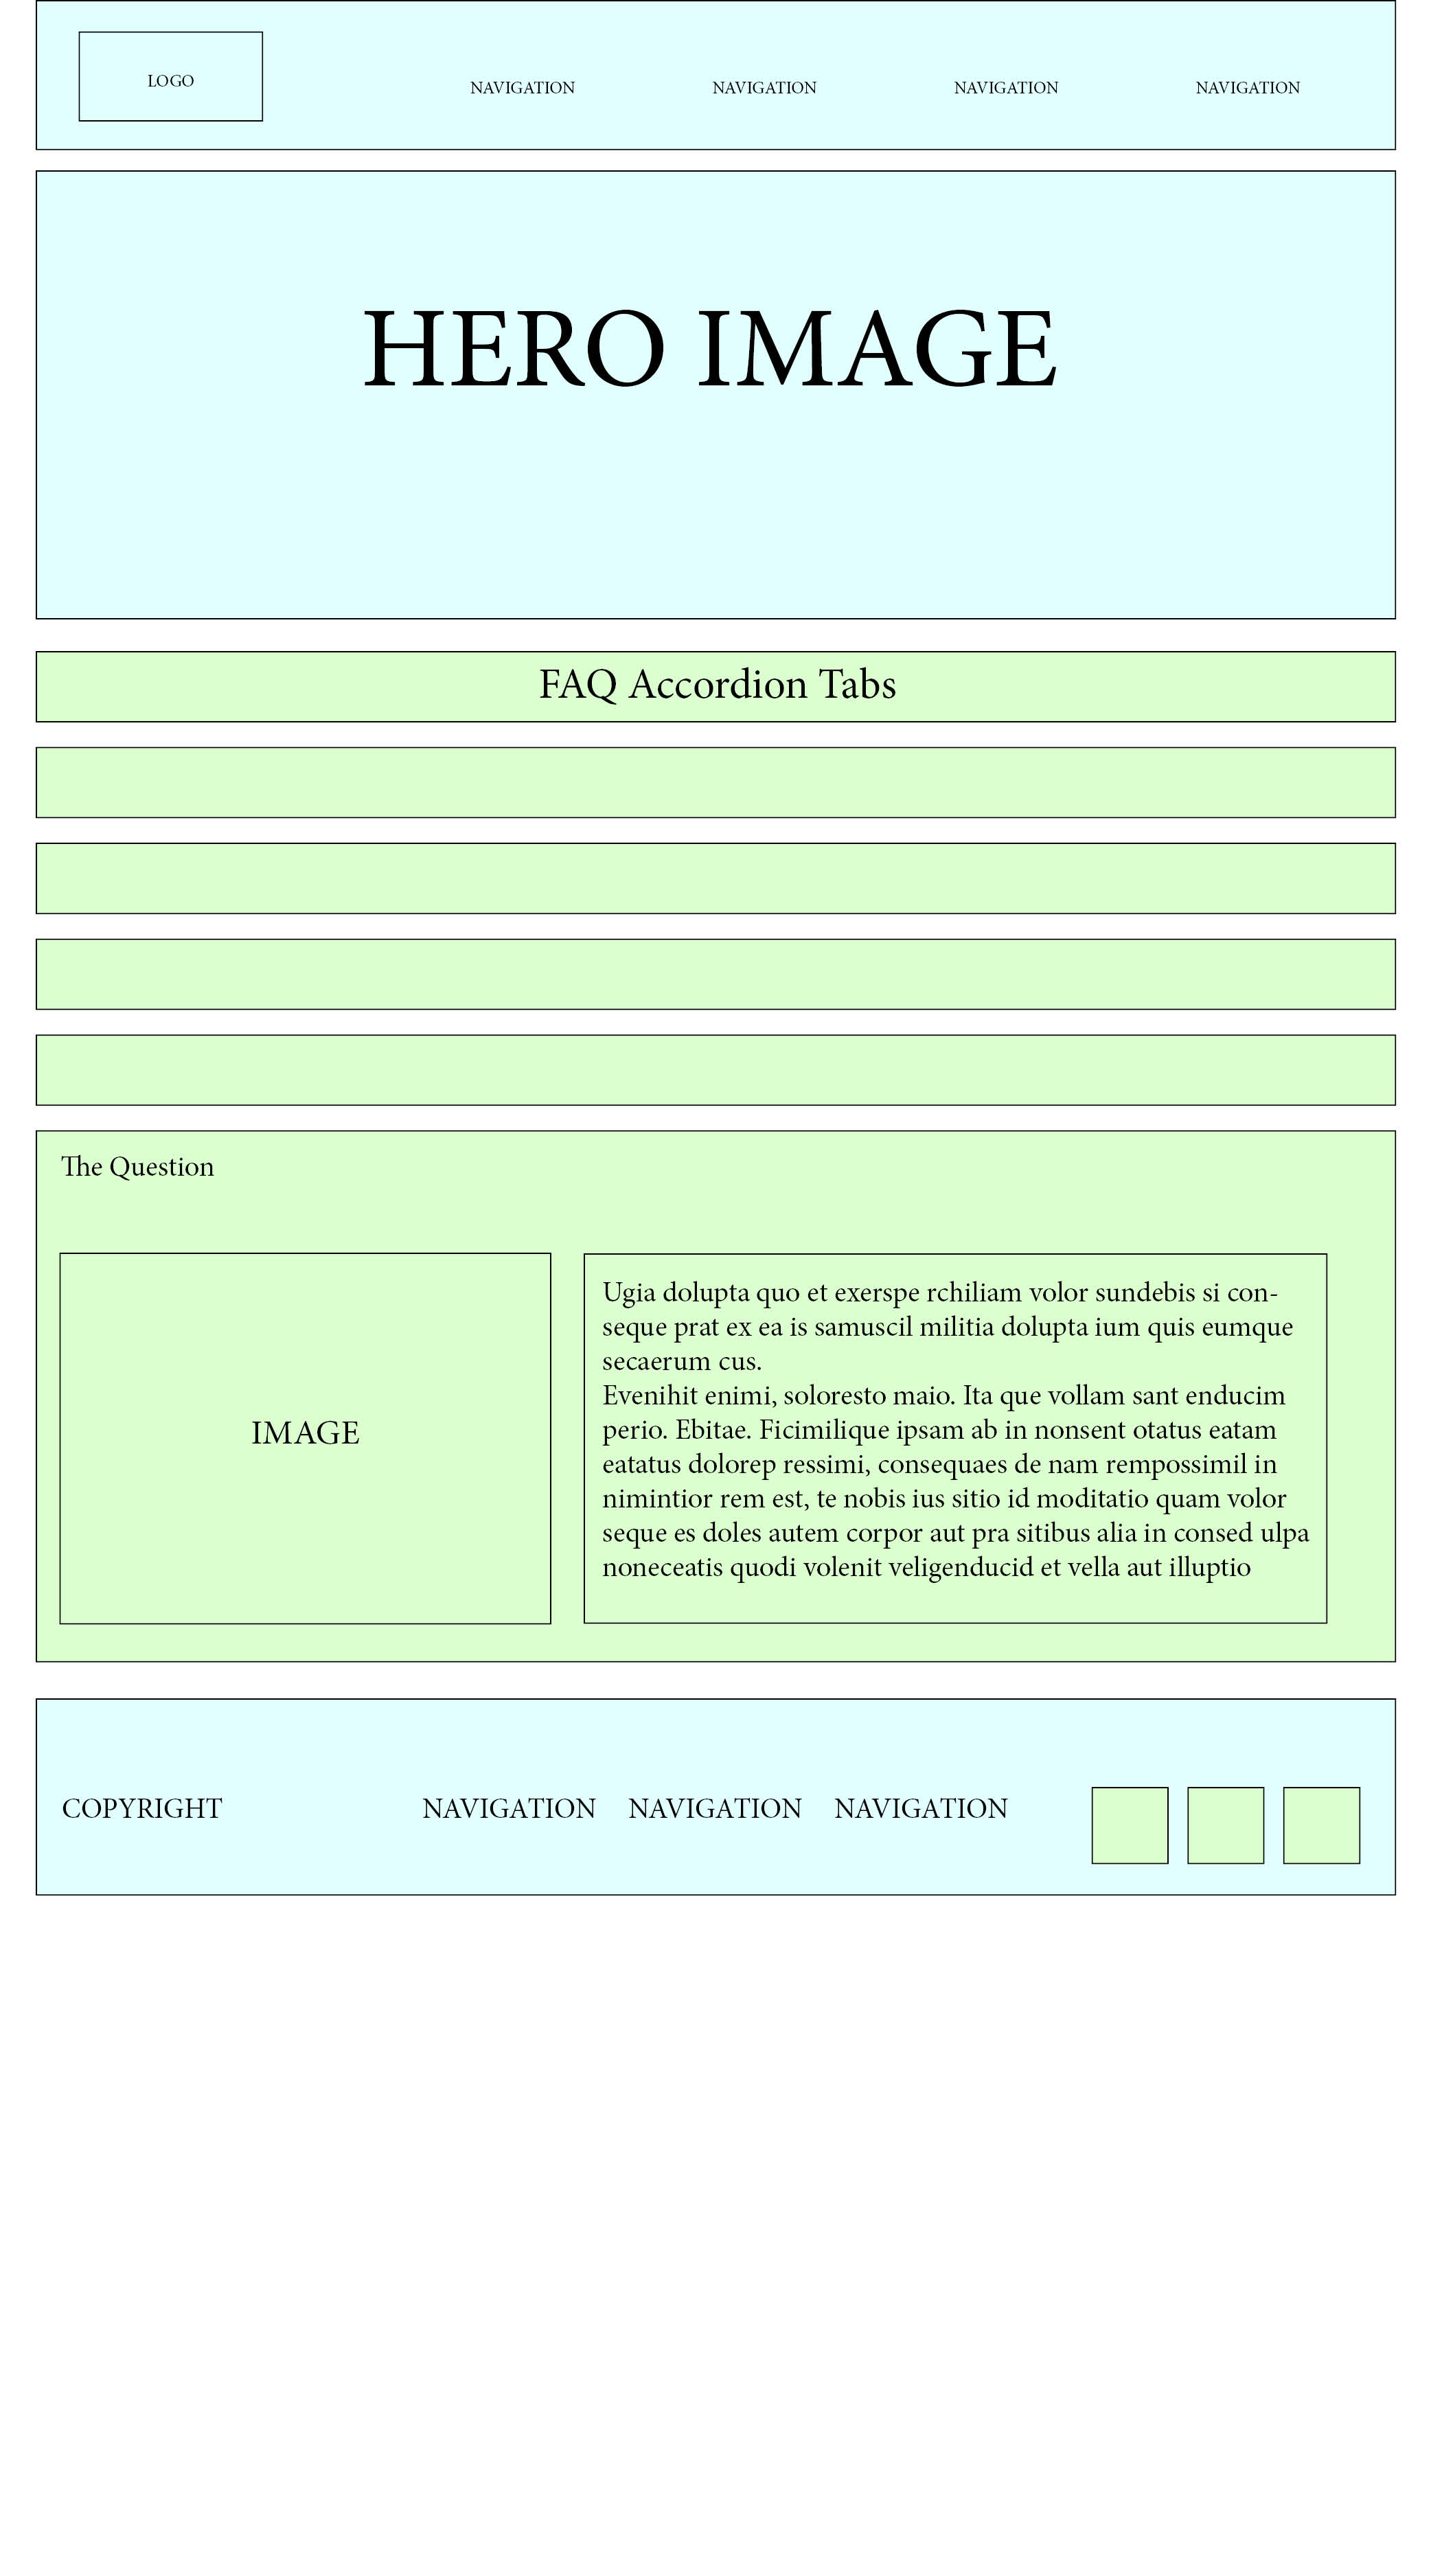 LOGO
NAVIGATION NAVIGATION NAVIGATION NAVIGATION
HERO IMAGE
FAQ Accordion Tabs
The Question
IMAGE
Ugia dolupta quo et exerspe rchiliam volor sundebis si con-
seque prat ex ea is samuscil militia dolupta ium quis eumque
secaerum cus.
Evenihit enimi, soloresto maio. Ita que vollam sant enducim
perio. Ebitae. Ficimilique ipsam ab in nonsent otatus eatam
eatatus dolorep ressimi, consequaes de nam rempossimil in
nimintior rem est, te nobis ius sitio id moditatio quam volor
seque es doles autem corpor aut pra sitibus alia in consed ulpa
noneceatis quodi volenit veligenducid et vella aut illuptio
COPYRIGHT NAVIGATION NAVIGATION NAVIGATION